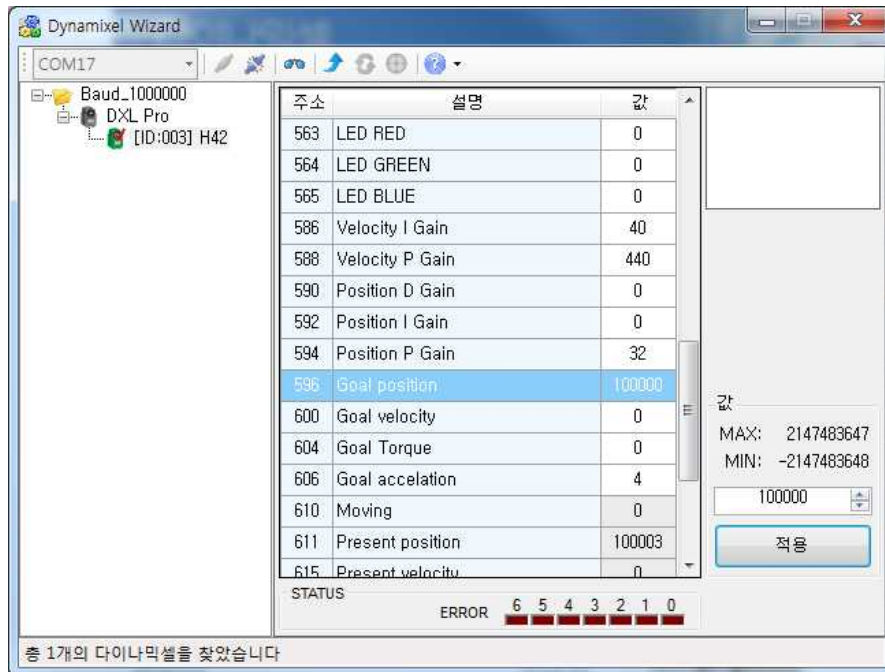 Dynamixel Wizard
COM17
Baud_1000000
DXL Pro
[ID:003] H42
주소 설명 값
563 LED RED 0
564 LED GREEN 0
565 LED BLUE 0
586 Velocity I Gain 40
588 Velocity P Gain 440
590 Position D Gain 0
592 Position I Gain 0
594 Position P Gain 32
596 Goal position 100000
600 Goal velocity 0
604 Goal Torque 0
606 Goal accelation 4
610 Moving 0
611 Present position 100003
615 Present velocity 0
값
MAX: 2147483647
MIN: -2147483648
100000
적용
STATUS
ERROR 6 5 4 3 2 1 0
총 1개의 다이나믹셀을 찾았습니다